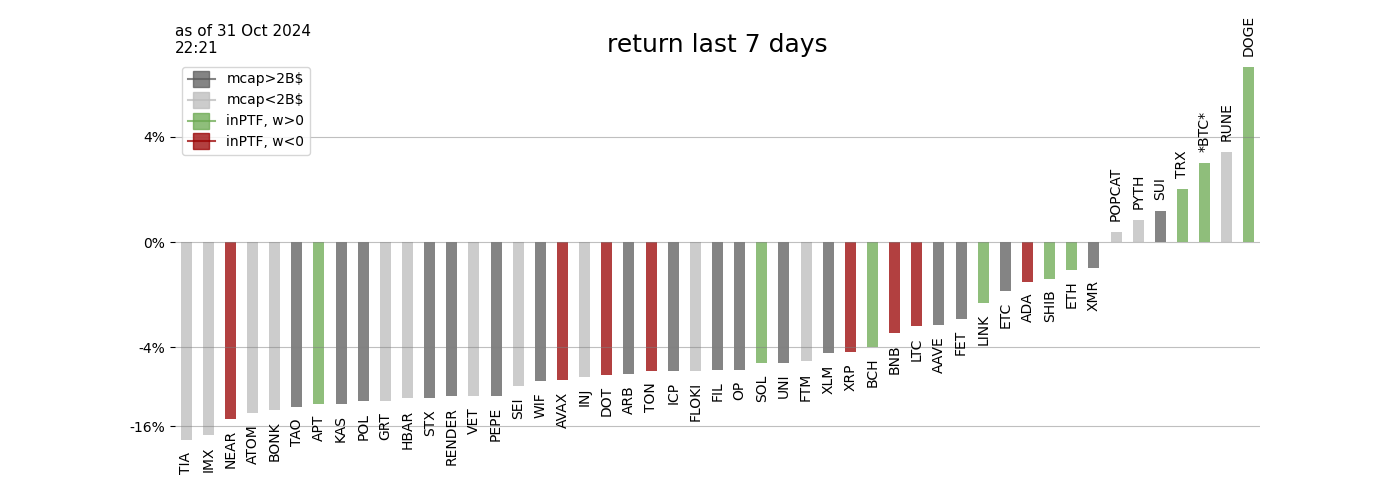 as of 31 Oct 2024
22:21
return last 7 days
mcap>2B$
mcap<2B$
inPTF, w>0
inPTF, w<0
4%
0%
-4%
-16%
TIA
IMX
NEAR
ATOM
BONK
TAO
APT
KAS
POL
GRT
HBAR
STX
RENDER
VET
PEPE
SEI
WIF
AVAX
INJ
DOT
ARB
TON
ICP
FLOKI
FIL
OP
SOL
UNI
FTM
XLM
XRP
BCH
BNB
LTC
AAVE
FET
LINK
ETC
ADA
SHIB
ETH
XMR
POPCAT
PYTH
SUI
TRX
*BTC*
RUNE
DOGE